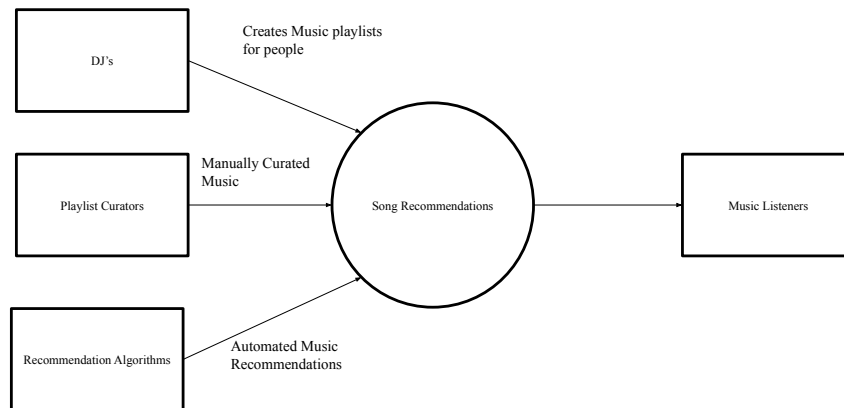 Creates Music playlists
for people
DJ's
Manually Curated
Music
Playlist Curators
Song Recommendations
Music Listeners
Automated Music
Recommendations
Recommendation Algorithms